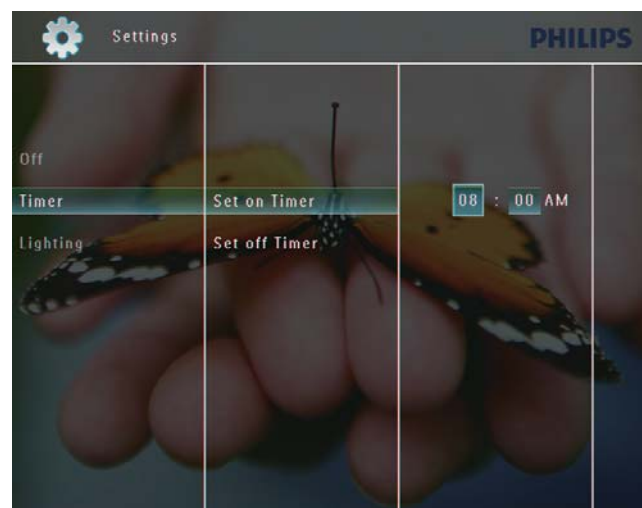 Settings
PHILIPS
Off
Timer
Set on Timer
08 : 00 AM
Lighting
Set off Timer